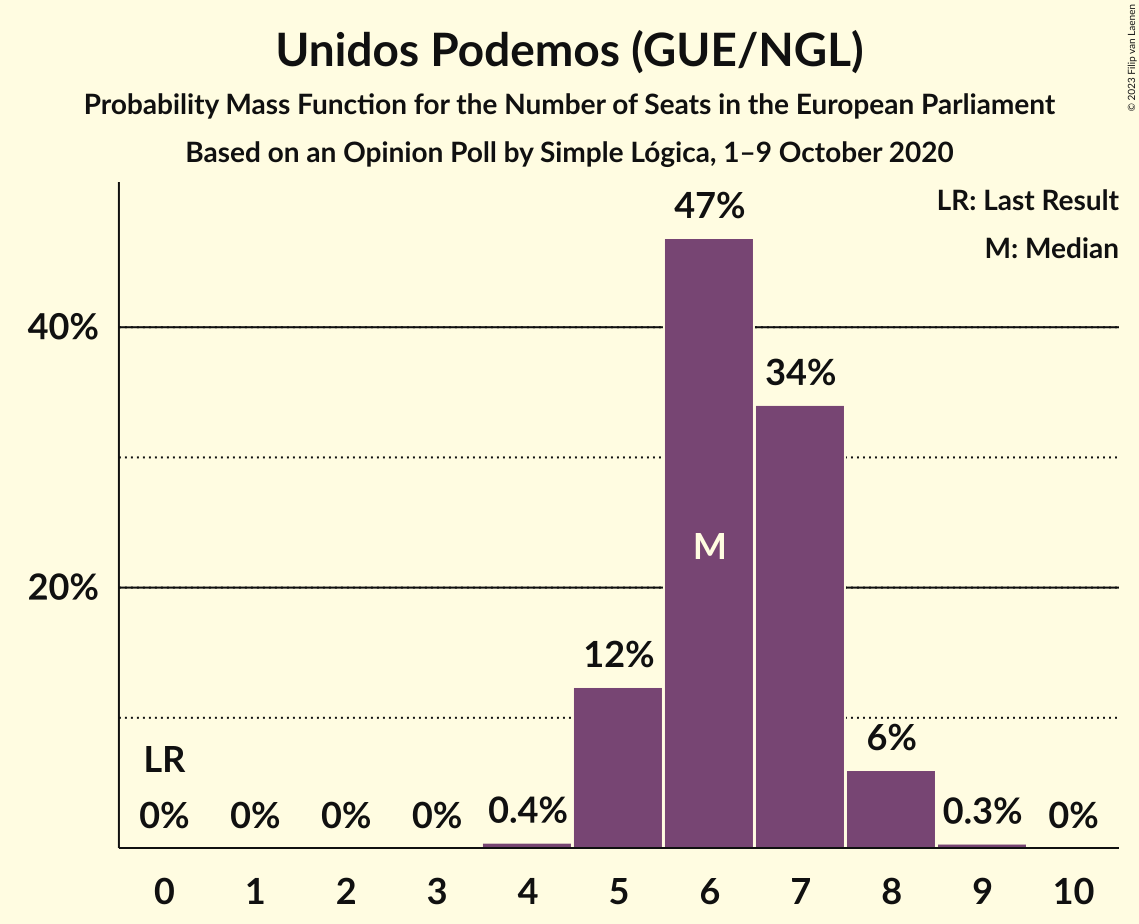 Unidos Podemos (GUE/NGL)
Probability Mass Function for the Number of Seats in the European Parliament
Based on an Opinion Poll by Simple Lógica, 1–9 October 2020
© 2023 Filip van Laenen
LR: Last Result
M: Median
47%
40%
34%
M
20%
12%
6%
LR
0% 0% 0% 0% 0.4% 0.3% 0%
0 1 2 3 4 5 6 7 8 9 10